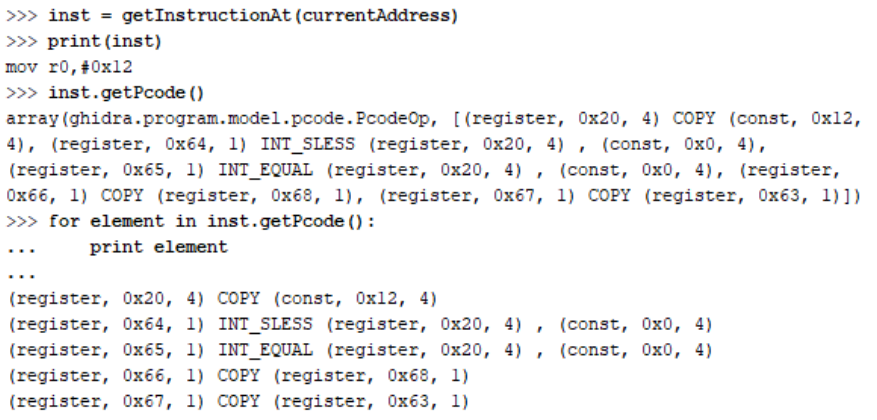 >>> inst = getInstructionAt(currentAddress)
>>> print(inst)
mov r0,#0x12
>>> inst.getPcode()
array(ghidra.program.model.pcode.PcodeOp, [(register, 0x20, 4) COPY (const, 0x12,
4), (register, 0x64, 1) INT_SLESS (register, 0x20, 4) , (const, 0x0, 4),
(register, 0x65, 1) INT_EQUAL (register, 0x20, 4) , (const, 0x0, 4), (register,
0x66, 1) COPY (register, 0x68, 1), (register, 0x67, 1) COPY (register, 0x63, 1)])
>>> for element in inst.getPcode():
...     print element
...
(register, 0x20, 4) COPY (const, 0x12, 4)
(register, 0x64, 1) INT_SLESS (register, 0x20, 4) , (const, 0x0, 4)
(register, 0x65, 1) INT_EQUAL (register, 0x20, 4) , (const, 0x0, 4)
(register, 0x66, 1) COPY (register, 0x68, 1)
(register, 0x67, 1) COPY (register, 0x63, 1)